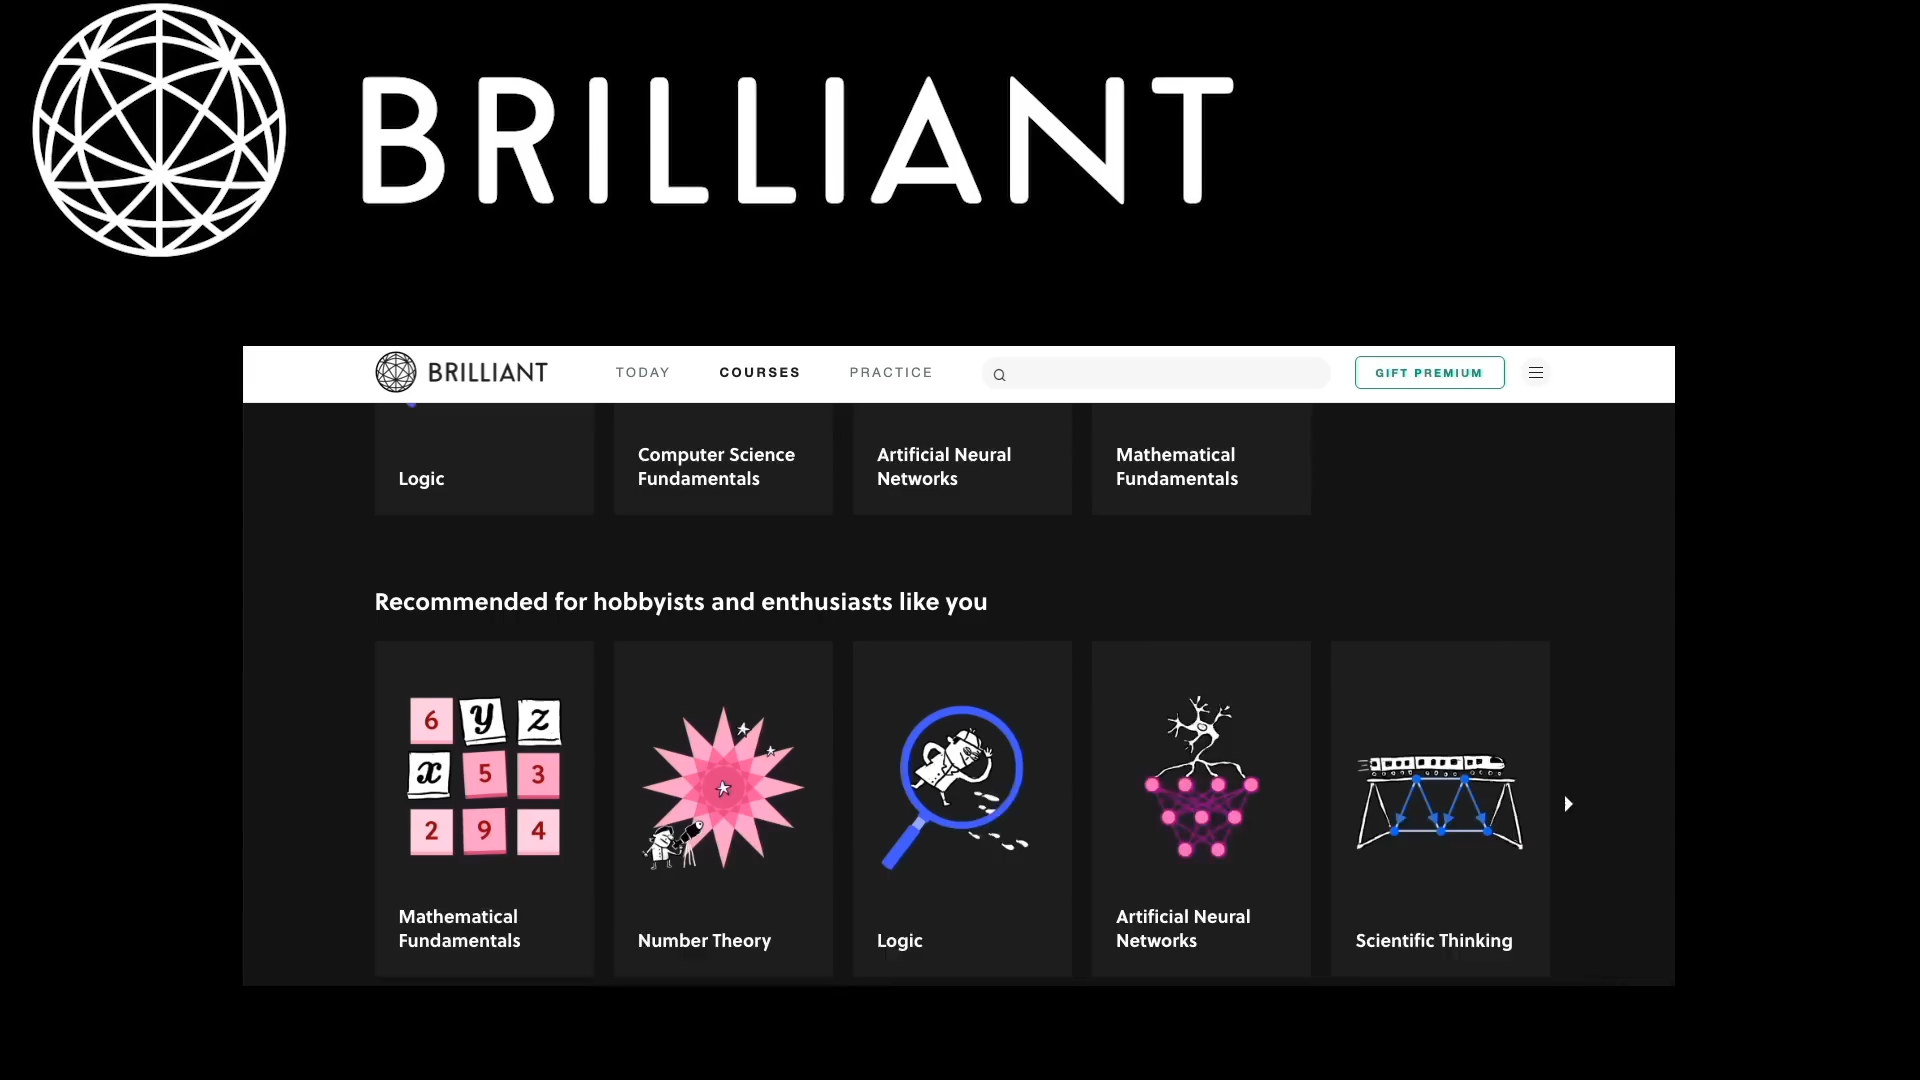 BRILLIANT
BRILLIANT TODAY COURSES PRACTICE GIFT PREMIUM
Logic
Computer Science
Fundamentals
Artificial Neural
Networks
Mathematical
Fundamentals
Recommended for hobbyists and enthusiasts like you
6 y z
x 5 3
2 9 4
Mathematical
Fundamentals
Number Theory
Logic
Artificial Neural
Networks
Scientific Thinking